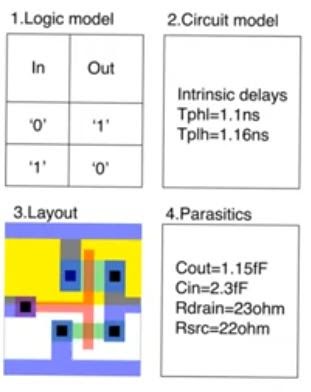 1.Logic model
In Out
'0' '1'
'1' '0'
2.Circuit model
Intrinsic delays
Tphl=1.1ns
Tplh=1.16ns
3.Layout
4.Parasitics
Cout=1.15fF
Cin=2.3fF
Rdrain=23ohm
Rsrc=22ohm